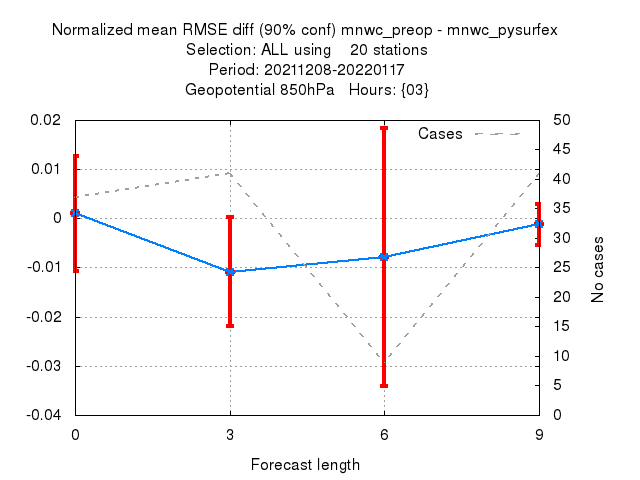 Normalized mean RMSE diff (90% conf) mnwc_preop - mnwc_pysurfex
Selection: ALL using    20 stations
Period: 20211208-20220117
Geopotential 850hPa   Hours: {03}
Cases
0.02
0.01
0
-0.01
-0.02
-0.03
-0.04
50
45
40
35
30
25
20
15
10
5
0
No cases
0 3 6 9
Forecast length